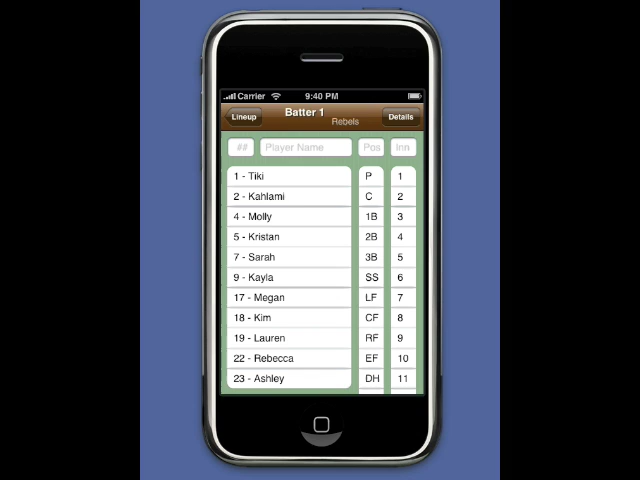 Carrier 9:40 PM
Lineup Batter 1 Details
Rebels
## Player Name Pos Inn
1 - Tiki P 1
2 - Kahlami C 2
4 - Molly 1B 3
5 - Kristan 2B 4
7 - Sarah 3B 5
9 - Kayla SS 6
17 - Megan LF 7
18 - Kim CF 8
19 - Lauren RF 9
22 - Rebecca EF 10
23 - Ashley DH 11